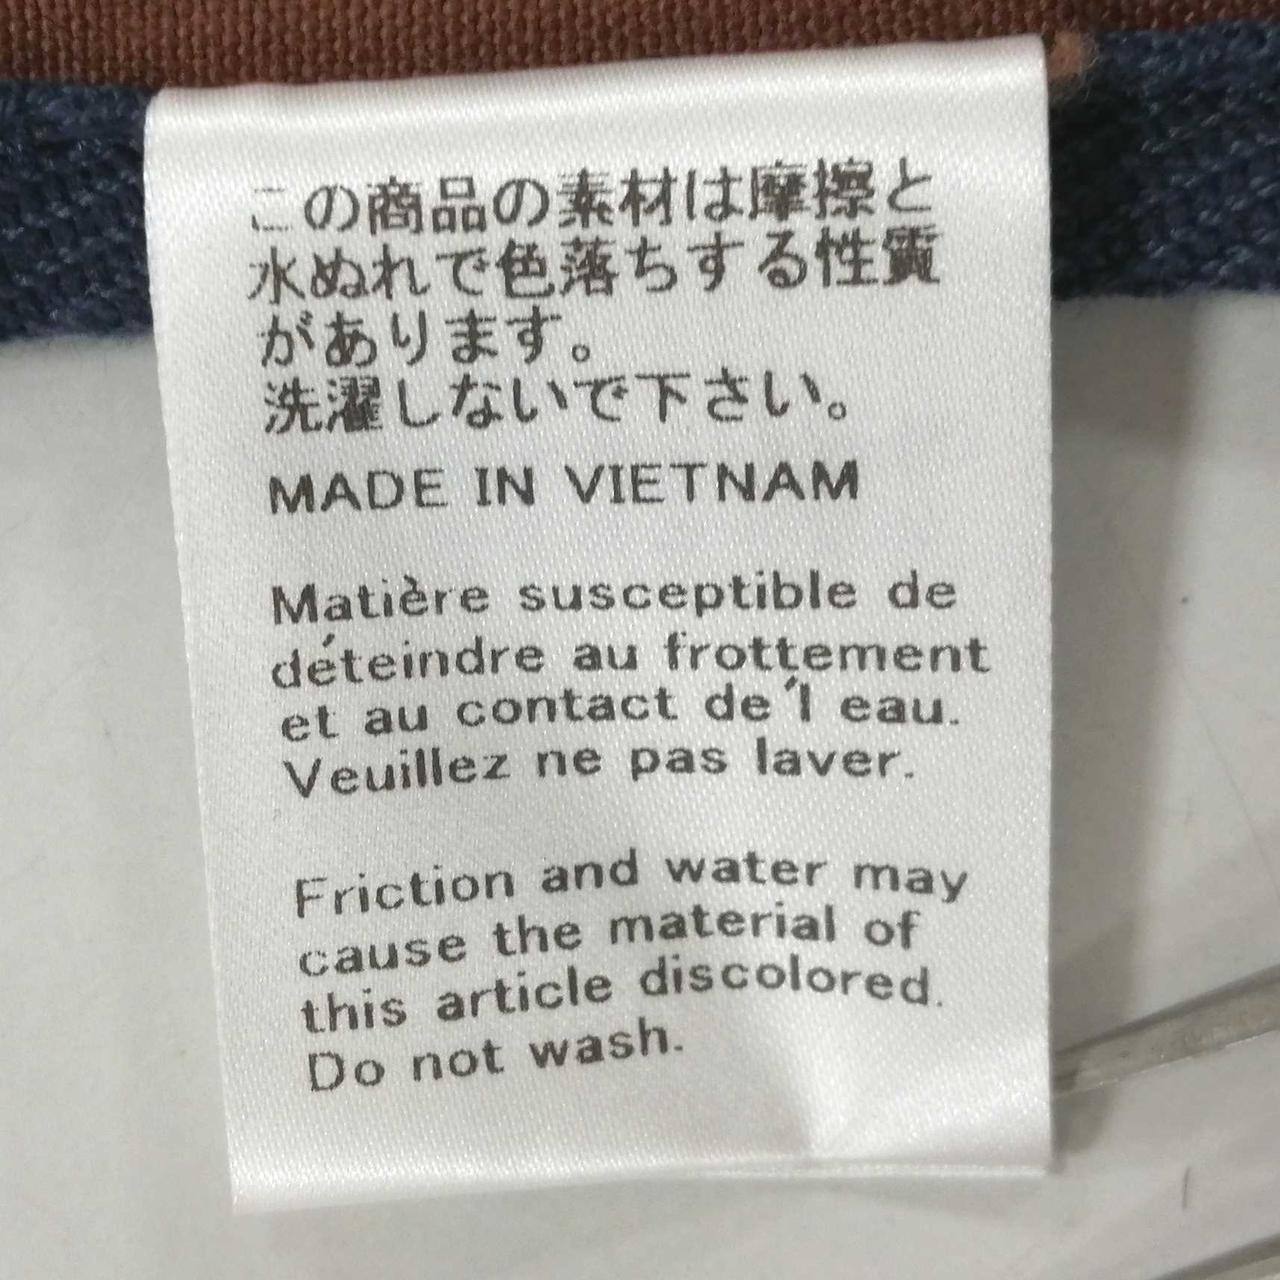 この商品の素材は摩擦と
水ぬれで色落ちする性質
があります。
洗濯しないで下さい。
MADE IN VIETNAM
Matière susceptible de
déteindre au frottement
et au contact de'l eau.
Veuillez ne pas laver.
Friction and water may
cause the material of
this article discolored.
Do not wash.